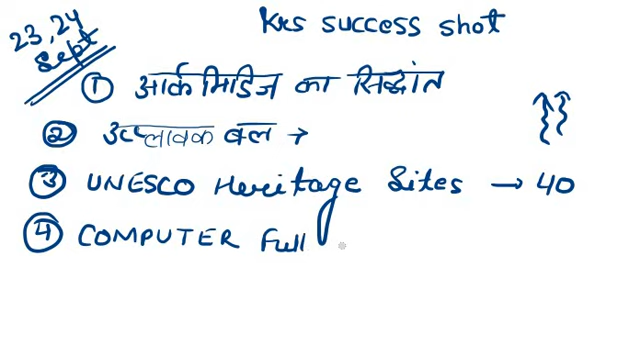 23, 24 Sept
KRS success shot
① आर्कमिडिज का सिद्धांत
② उत्प्लावक बल →
③ UNESCO Heritage Sites → 40
④ COMPUTER Full